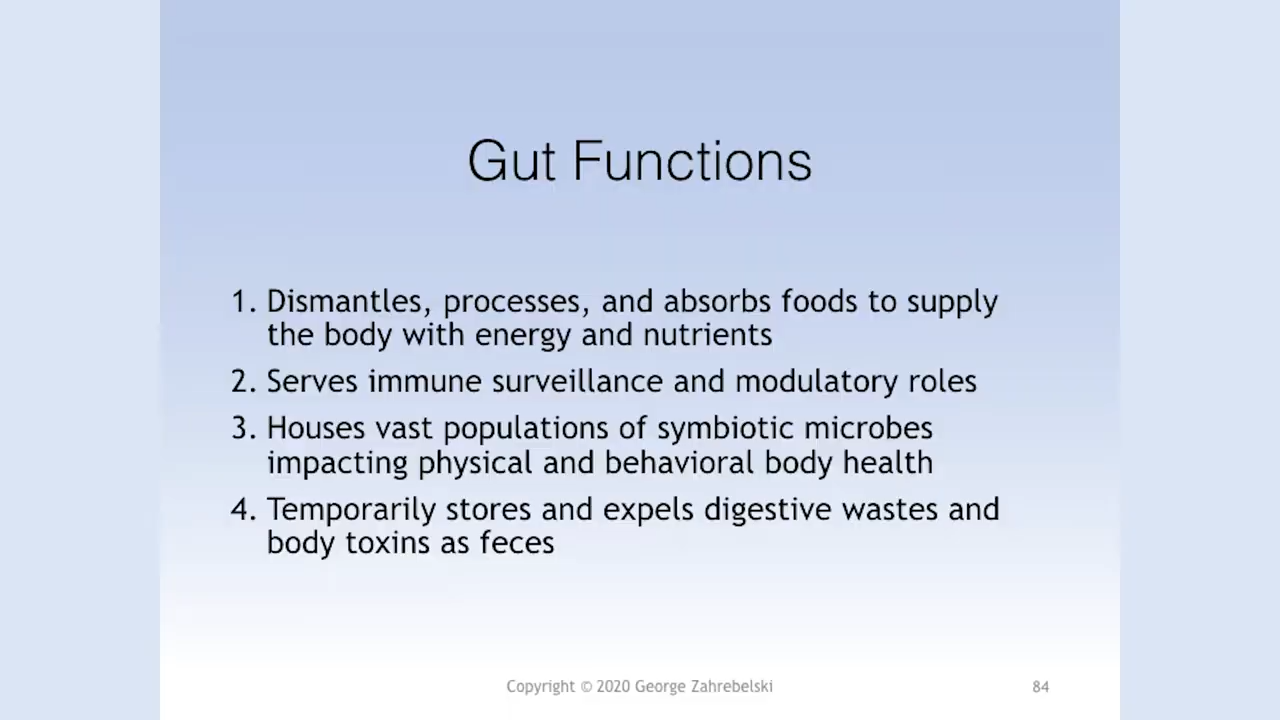 Gut Functions
1. Dismantles, processes, and absorbs foods to supply
the body with energy and nutrients
2. Serves immune surveillance and modulatory roles
3. Houses vast populations of symbiotic microbes
impacting physical and behavioral body health
4. Temporarily stores and expels digestive wastes and
body toxins as feces
Copyright © 2020 George Zahrebelski
84